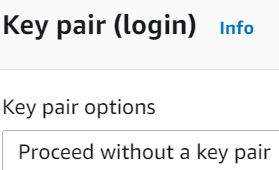 Key pair (login) Info
Key pair options
Proceed without a key pair